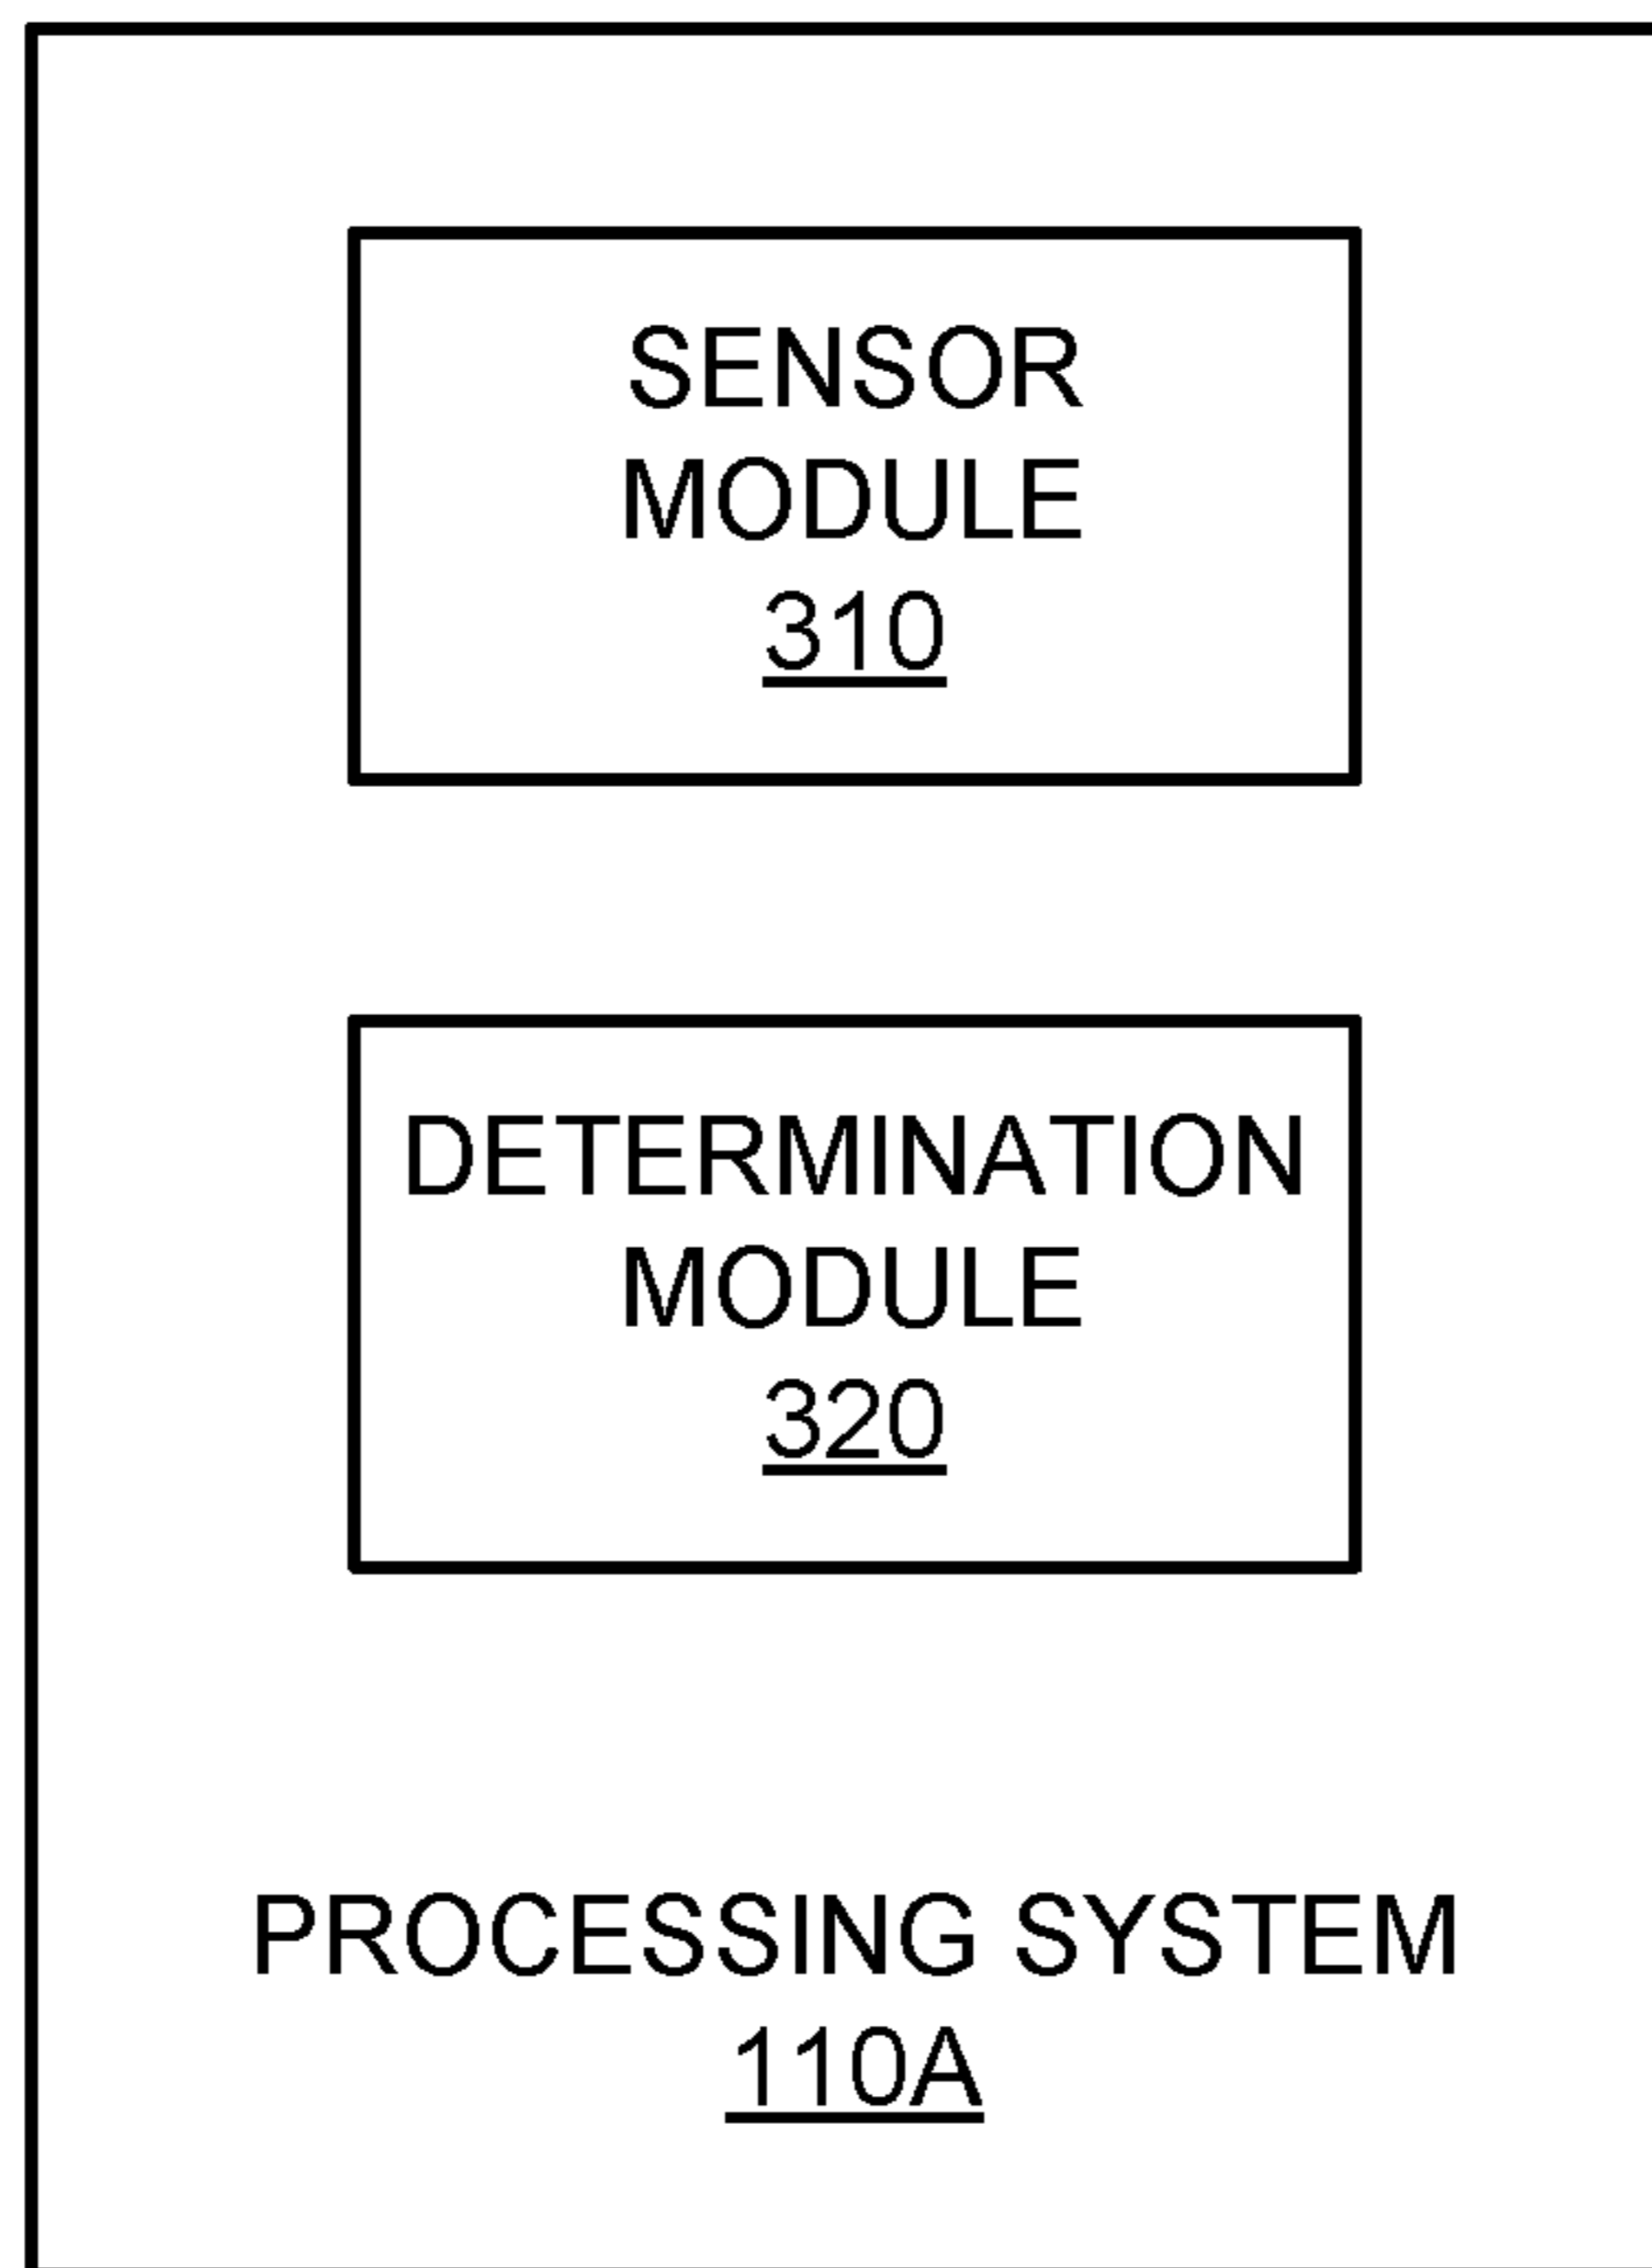 SENSOR
MODULE
310
DETERMINATION
MODULE
320
PROCESSING SYSTEM
110A